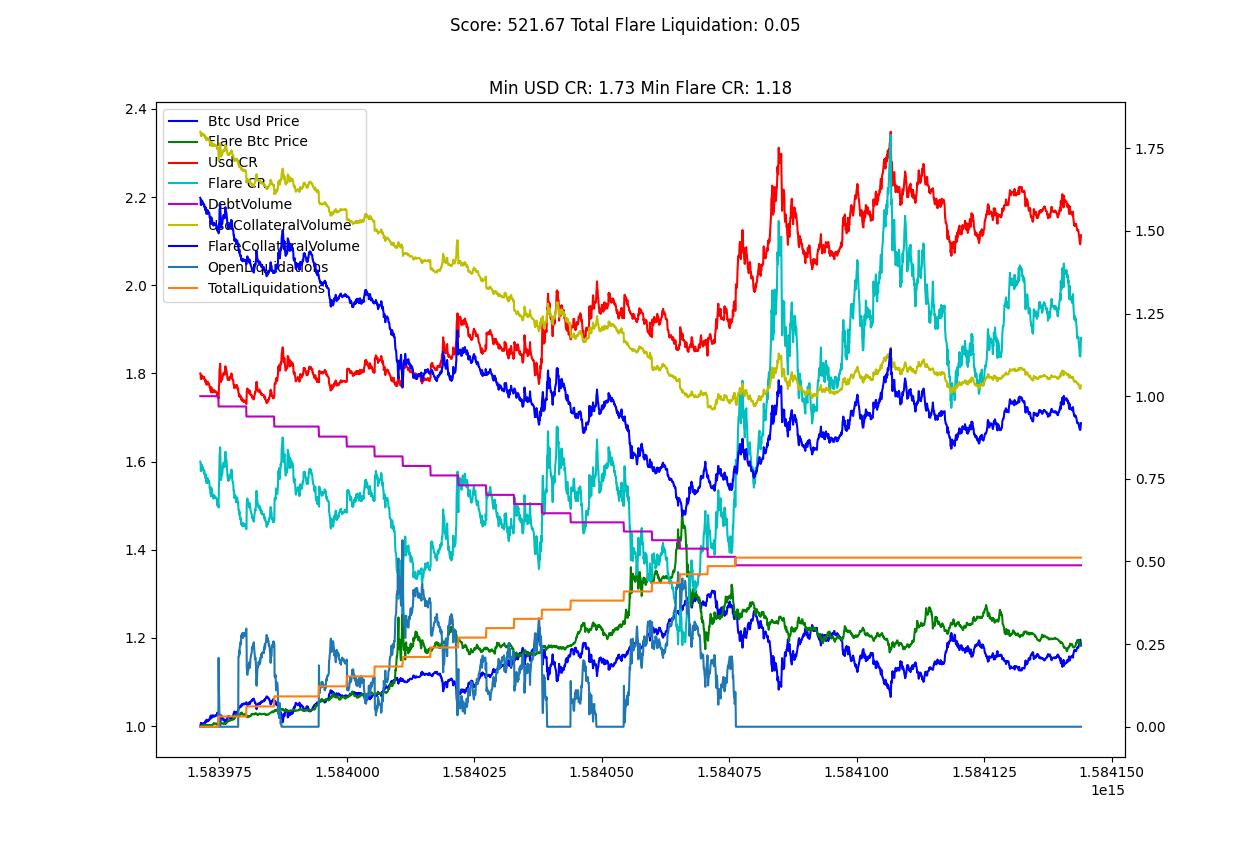 Score: 521.67 Total Flare Liquidation: 0.05
Min USD CR: 1.73 Min Flare CR: 1.18
2.4
2.2
2.0
1.8
1.6
1.4
1.2
1.0
Btc Usd Price
Flare Btc Price
Usd CR
Flare CR
DebtVolume
UsdCollateralVolume
FlareCollateralVolume
OpenLiquidations
TotalLiquidations
1.75
1.50
1.25
1.00
0.75
0.50
0.25
0.00
1.583975 1.584000 1.584025 1.584050 1.584075 1.584100 1.584125 1.584150
1e15